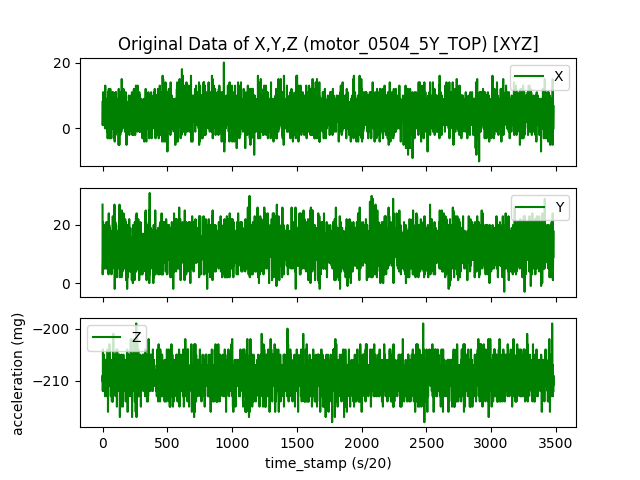 Original Data of X,Y,Z (motor_0504_5Y_TOP) [XYZ]
20
0
X
20
0
Y
acceleration (mg)
−200
−210
Z
0 500 1000 1500 2000 2500 3000 3500
time_stamp (s/20)